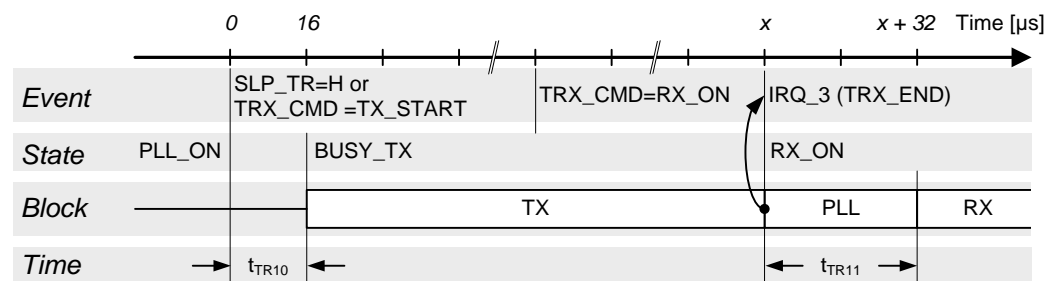 0 16 x x + 32 Time [µs]
Event SLP_TR=H or
TRX_CMD =TX_START TRX_CMD=RX_ON IRQ_3 (TRX_END)
State PLL_ON BUSY_TX RX_ON
Block TX PLL RX
Time tTR10 tTR11